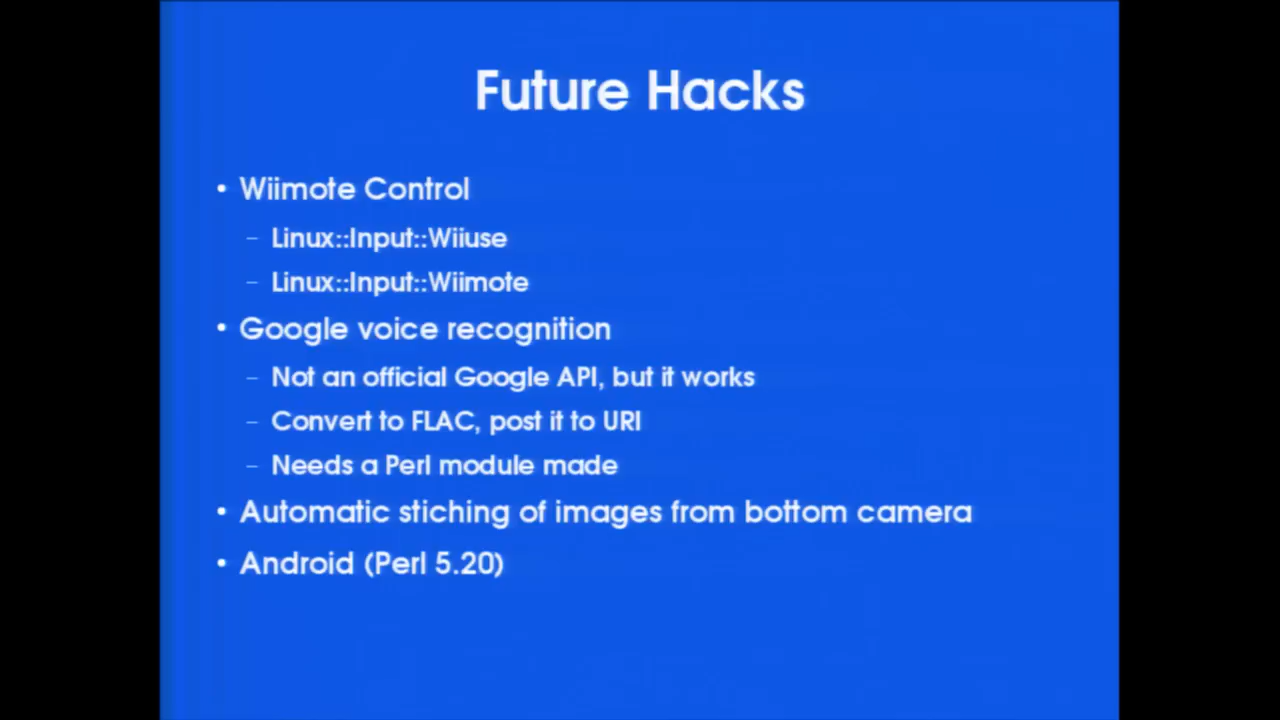 Future Hacks
• Wiimote Control
– Linux::Input::Wiiuse
– Linux::Input::Wiimote
• Google voice recognition
– Not an official Google API, but it works
– Convert to FLAC, post it to URI
– Needs a Perl module made
• Automatic stiching of images from bottom camera
• Android (Perl 5.20)